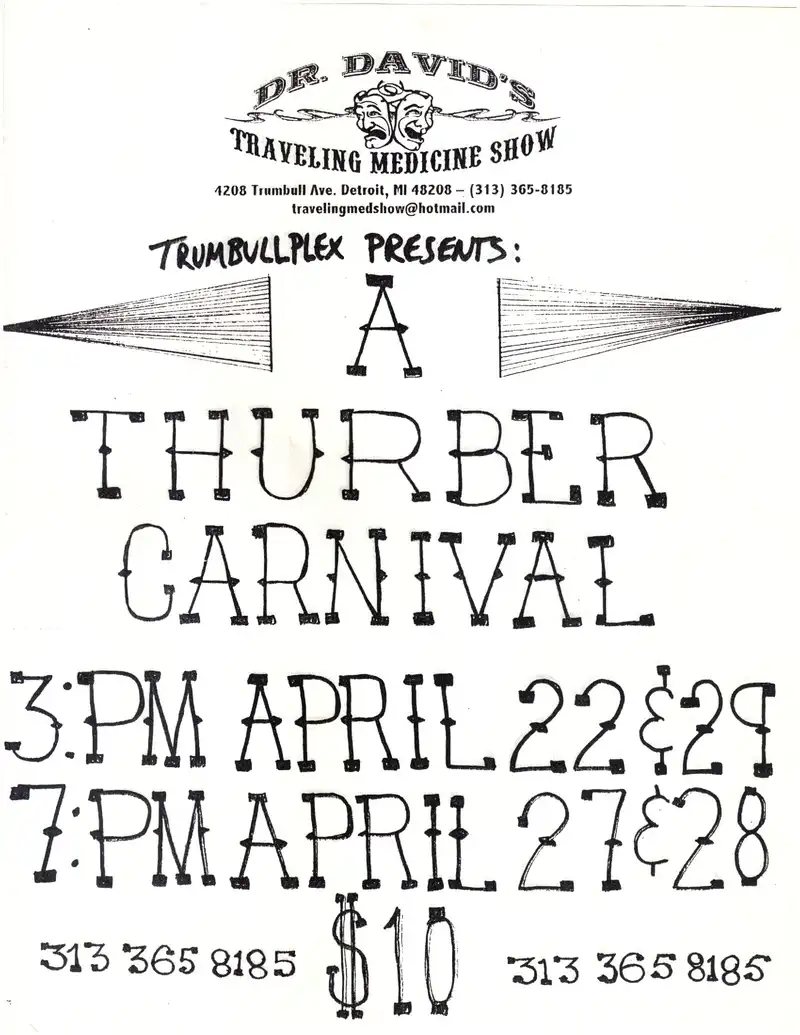 DR. DAVID'S
TRAVELING MEDICINE SHOW
4208 Trumbull Ave. Detroit, MI 48208 – (313) 365-8185
travelingmedshow@hotmail.com
TRUMBULLPLEX PRESENTS:
A
THURBER
CARNIVAL
3:PM APRIL 22 & 29
7:PM APRIL 27 & 28
$10
313 365 8185 313 365 8185